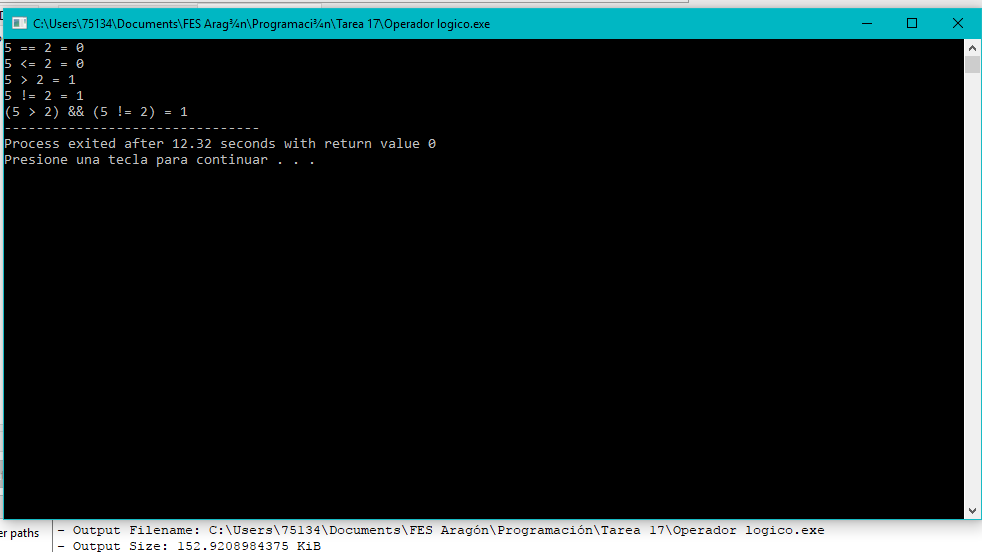 C:\Users\75134\Documents\FES Arag¾n\Programaci¾n\Tarea 17\Operador logico.exe
5 == 2 = 0
5 <= 2 = 0
5 > 2 = 1
5 != 2 = 1
(5 > 2) && (5 != 2) = 1
--------------------------------
Process exited after 12.32 seconds with return value 0
Presione una tecla para continuar . . .
er paths
- Output Filename: C:\Users\75134\Documents\FES Aragón\Programación\Tarea 17\Operador logico.exe
- Output Size: 152.9208984375 KiB